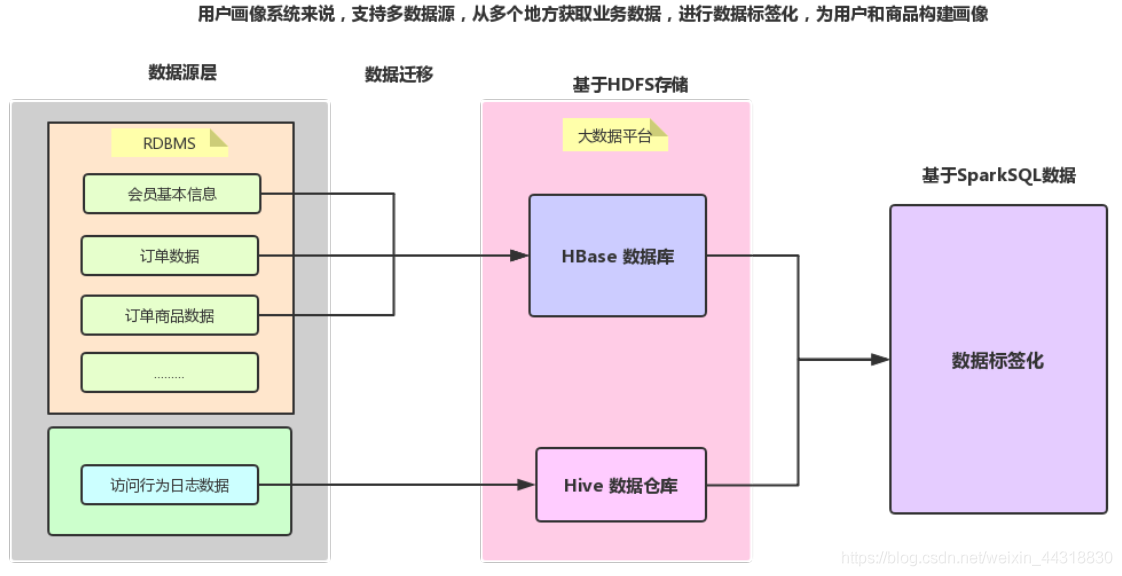 用户画像系统来说，支持多数据源，从多个地方获取业务数据，进行数据标签化，为用户和商品构建画像
数据源层
数据迁移
基于HDFS存储
RDBMS
会员基本信息
订单数据
订单商品数据
.........
访问行为日志数据
大数据平台
HBase 数据库
Hive 数据仓库
基于SparkSQL数据
数据标签化
https://blog.csdn.net/weixin_44318830